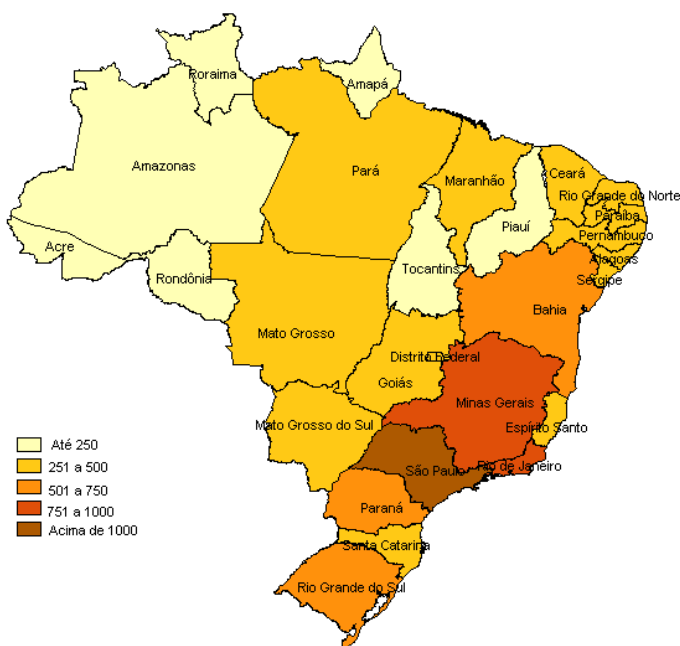 Roraima
Amapá
Amazonas
Pará
Maranhão
Ceará
Rio Grande do Norte
Paraíba
Piauí
Pernambuco
Acre
Alagoas
Rondônia
Tocantins
Sergipe
Bahia
Mato Grosso
Distrito Federal
Goiás
Minas Gerais
Mato Grosso do Sul
Espírito Santo
Rio de Janeiro
São Paulo
Paraná
Santa Catarina
Rio Grande do Sul
Até 250
251 a 500
501 a 750
751 a 1000
Acima de 1000